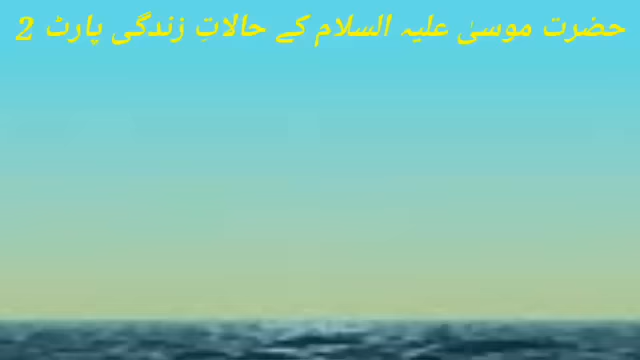 حضرت موسیٰ علیہ السلام کے حالاتِ زندگی پارٹ 2